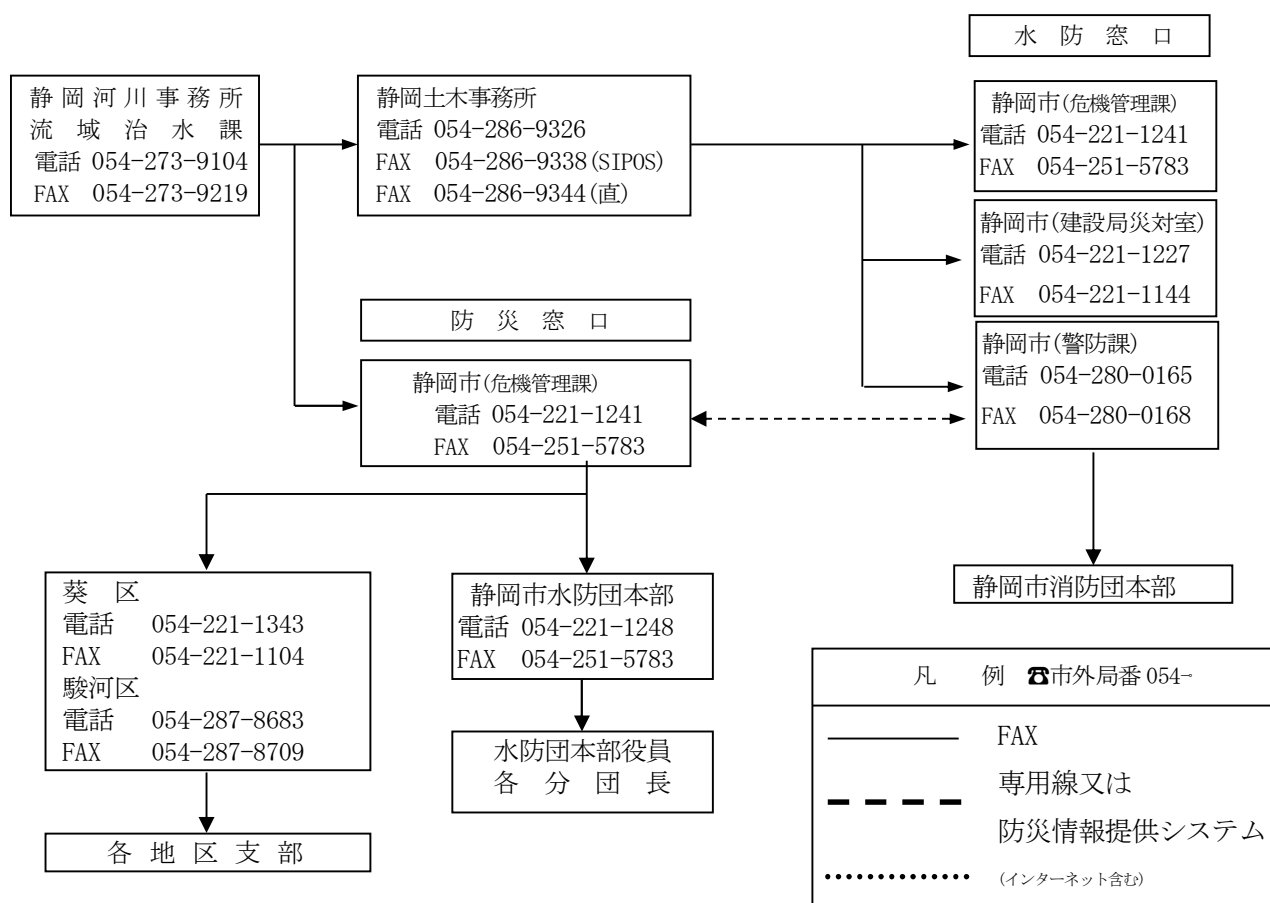 水 防 窓 口
静 岡 河 川 事 務 所
流 域 治 水 課
電話 054-273-9104
FAX 054-273-9219
静岡土木事務所
電話 054-286-9326
FAX 054-286-9338(SIPOS)
FAX 054-286-9344(直)
静岡市(危機管理課)
電話 054-221-1241
FAX 054-251-5783
静岡市(建設局災対室)
電話 054-221-1227
FAX 054-221-1144
静岡市(警防課)
電話 054-280-0165
FAX 054-280-0168
防 災 窓 口
静岡市(危機管理課)
電話 054-221-1241
FAX 054-251-5783
葵 区
電話 054-221-1343
FAX 054-221-1104
駿河区
電話 054-287-8683
FAX 054-287-8709
静岡市水防団本部
電話 054-221-1248
FAX 054-251-5783
静岡市消防団本部
水防団本部役員
各 分 団 長
各 地 区 支 部
凡 例 ☎市外局番 054-
FAX
専用線又は
防災情報提供システム
(インターネット含む)